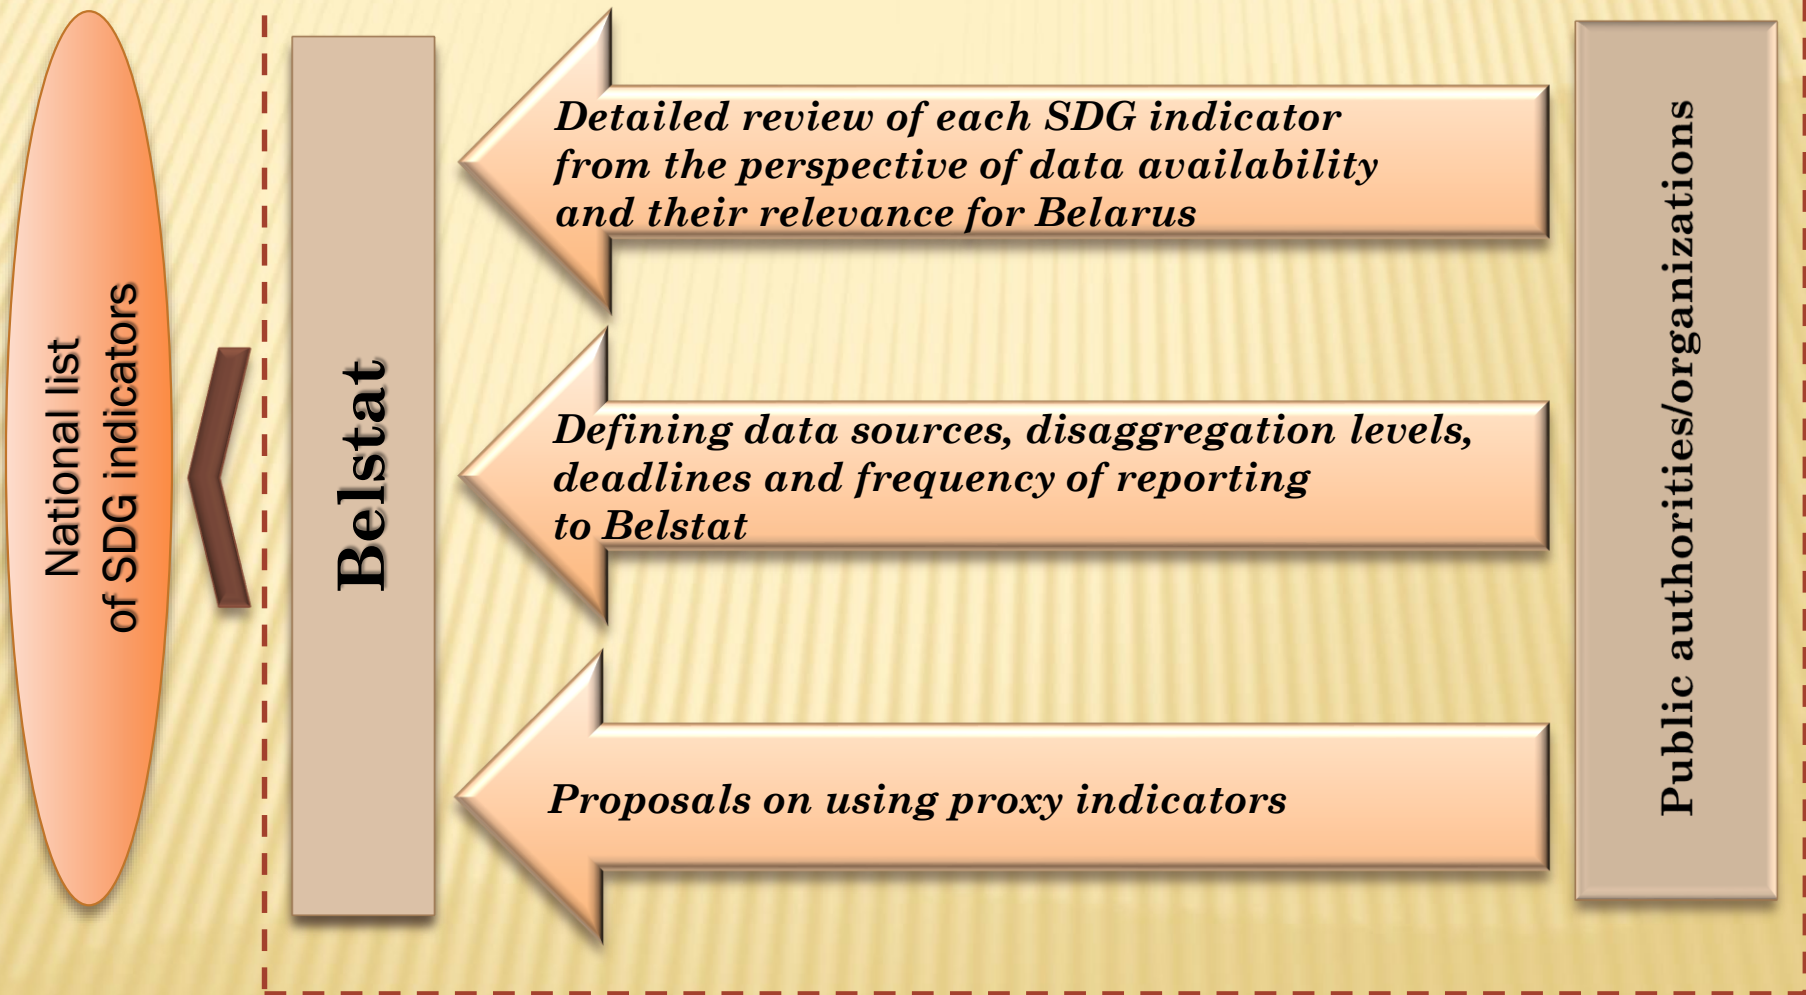 National list
of SDG indicators
Belstat
Detailed review of each SDG indicator
from the perspective of data availability
and their relevance for Belarus
Defining data sources, disaggregation levels,
deadlines and frequency of reporting
to Belstat
Proposals on using proxy indicators
Public authorities/organizations